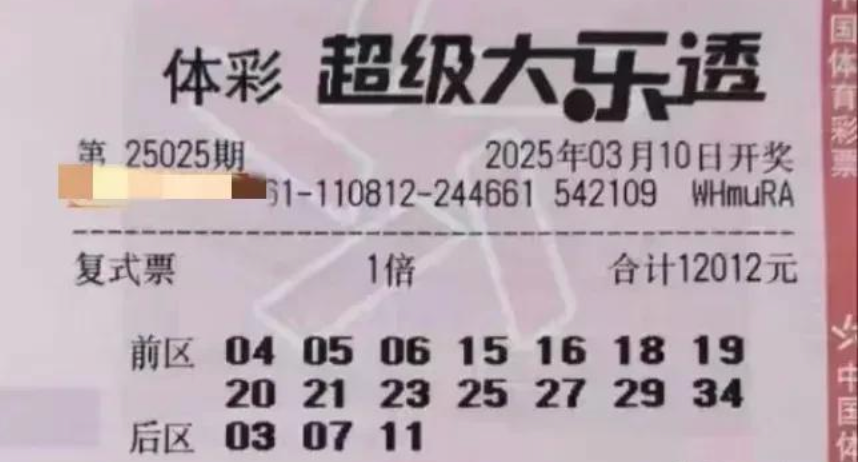 体彩 超级大乐透
第 25025期 2025年03月10日开奖
61-110812-244661 542109 WHmuRA
复式票 1倍 合计12012元
前区 04 05 06 15 16 18 19
20 21 23 25 27 29 34
后区 03 07 11
中国体育彩票
中国体